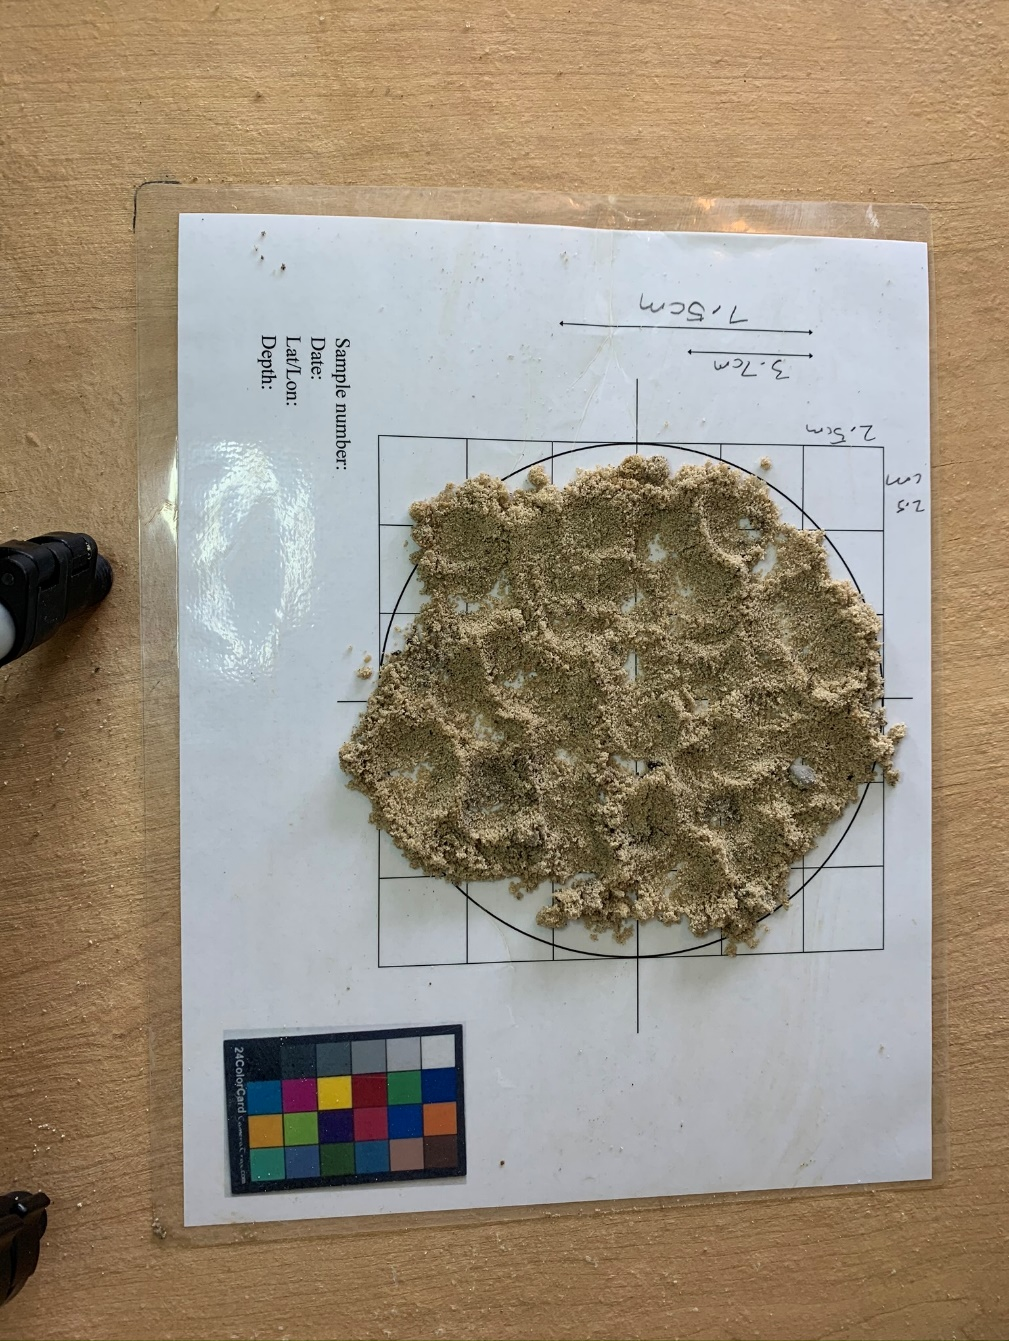 Sample number:
Date:
Lat/Lon:
Depth:
7.5cm
3.7cm
2.5cm
2.5
cm
24ColorCard